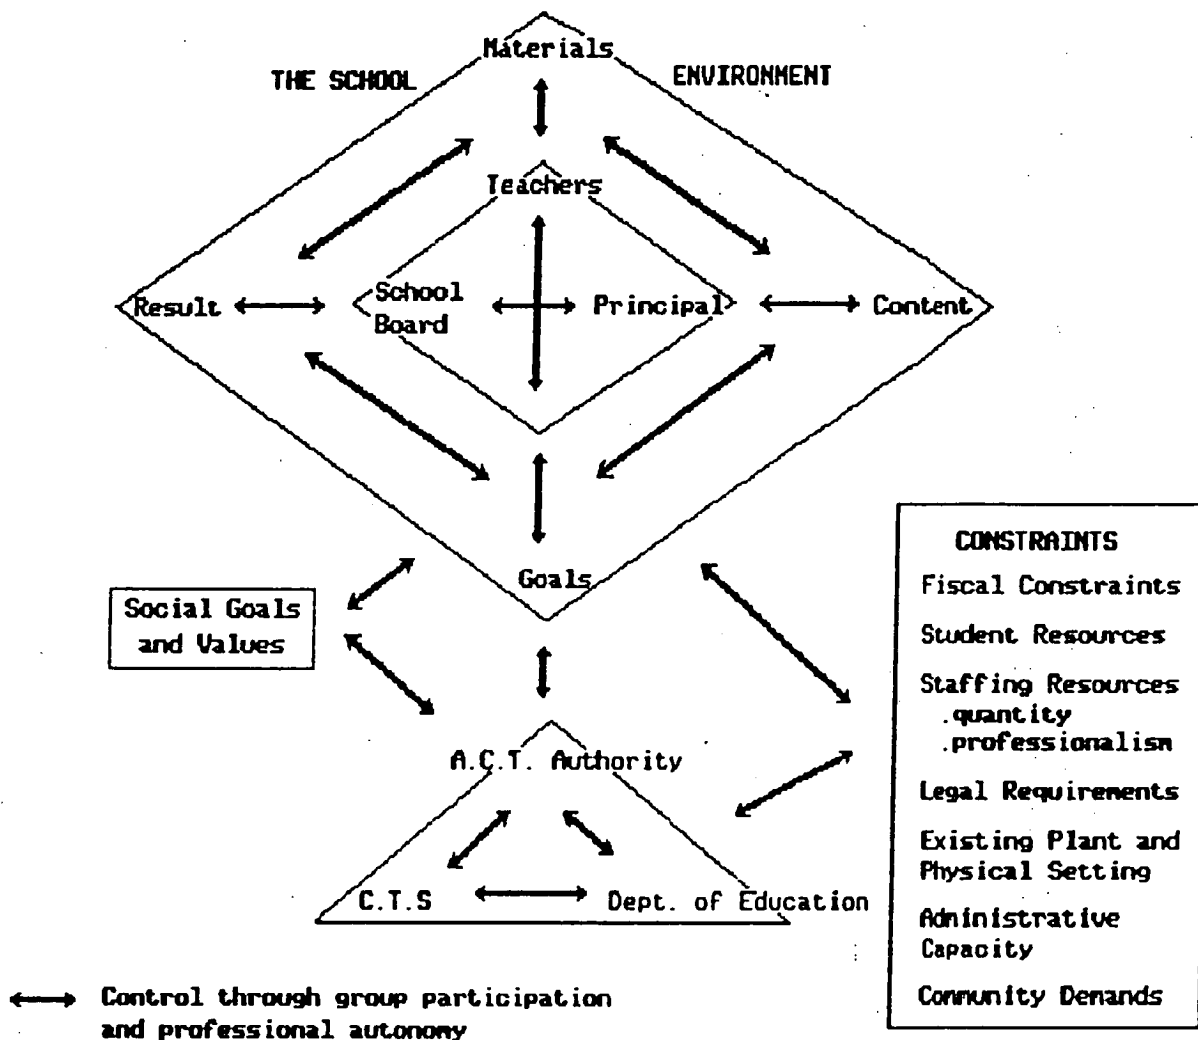 Materials
THE SCHOOL
ENVIRONMENT
Teachers
Result
School
Board
Principal
Content
Goals
Social Goals
and Values
A.C.T. Authority
C.T.S
Dept. of Education
CONSTRAINTS
Fiscal Constraints
Student Resources
Staffing Resources
.quantity
.professionalism
Legal Requirements
Existing Plant and
Physical Setting
Administrative
Capacity
Community Demands
Control through group participation
and professional autonomy